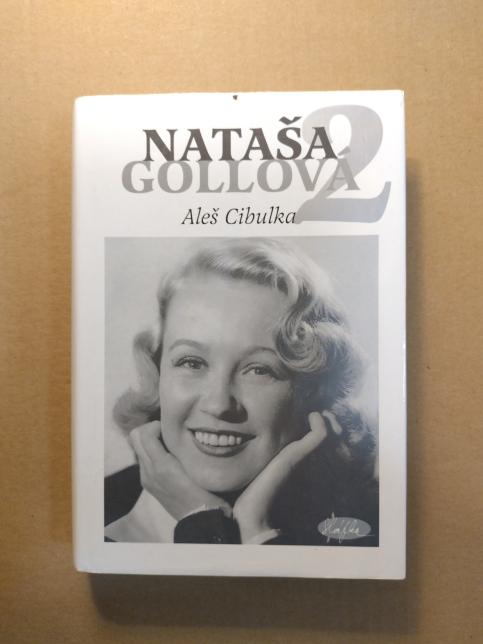 NATAŠA
GOLLOVÁ
2
Aleš Cibulka